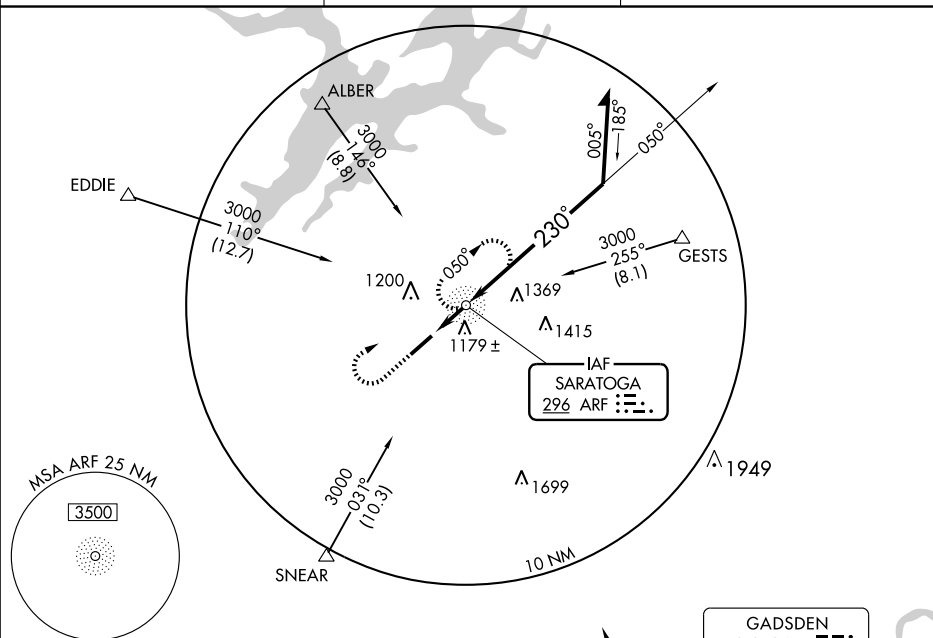 ALBER
3000
146°
(8.8)
EDDIE
3000
110°
(12.7)
005°
185°
050°
230°
3000
255°
(8.1)
GESTS
050°
1200
1369
1415
1179 ±
IAF
SARATOGA
296 ARF
1949
1699
MSA ARF 25 NM
3500
3000
031°
(10.3)
SNEAR
10 NM
GADSDEN